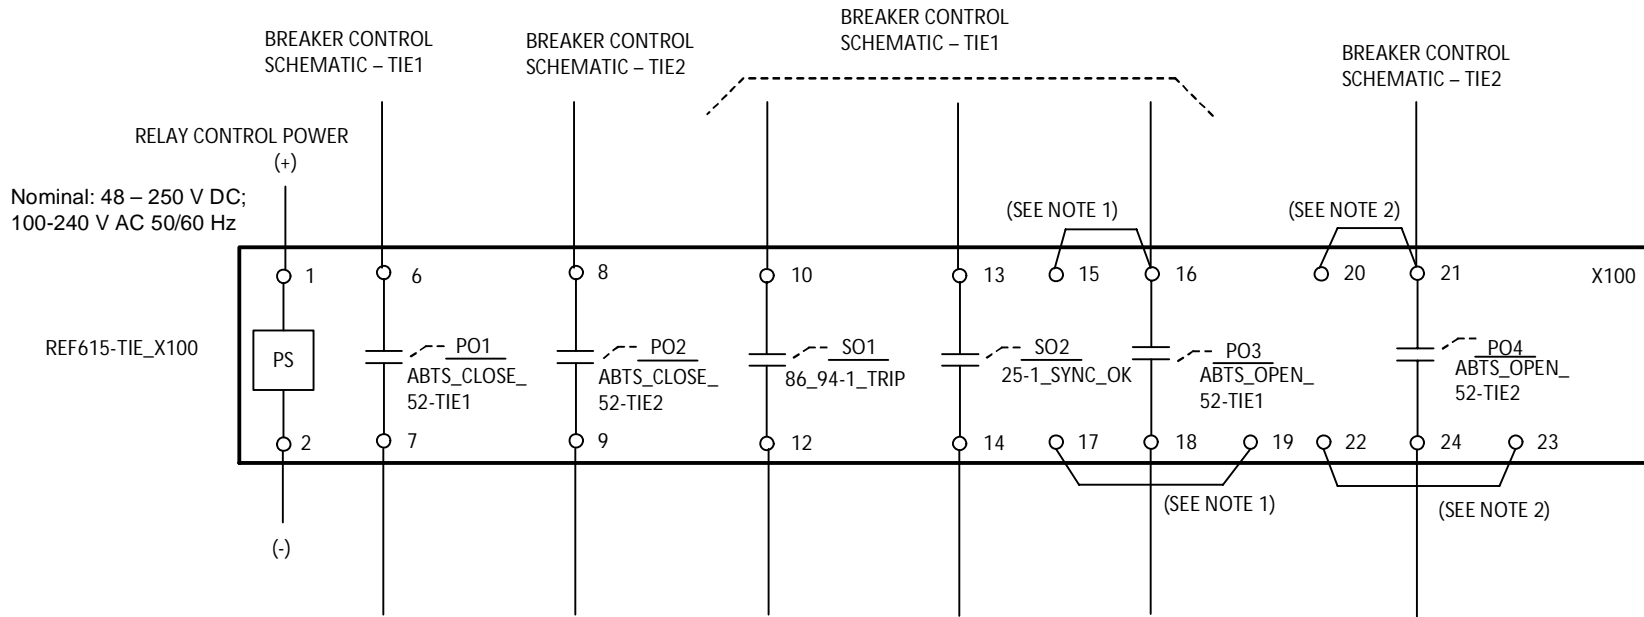 BREAKER CONTROL
SCHEMATIC – TIE1
BREAKER CONTROL
SCHEMATIC – TIE2
BREAKER CONTROL
SCHEMATIC – TIE1
BREAKER CONTROL
SCHEMATIC – TIE2
RELAY CONTROL POWER
(+)
Nominal: 48 – 250 V DC;
100-240 V AC 50/60 Hz
(SEE NOTE 1)
(SEE NOTE 2)
1
6
8
10
13
15
16
20
21
X100
REF615-TIE_X100
PS
PO1
ABTS_CLOSE_
52-TIE1
PO2
ABTS_CLOSE_
52-TIE2
SO1
86_94-1_TRIP
SO2
25-1_SYNC_OK
PO3
ABTS_OPEN_
52-TIE1
PO4
ABTS_OPEN_
52-TIE2
2
7
9
12
14
17
18
19
22
24
23
(SEE NOTE 1)
(SEE NOTE 2)
(-)